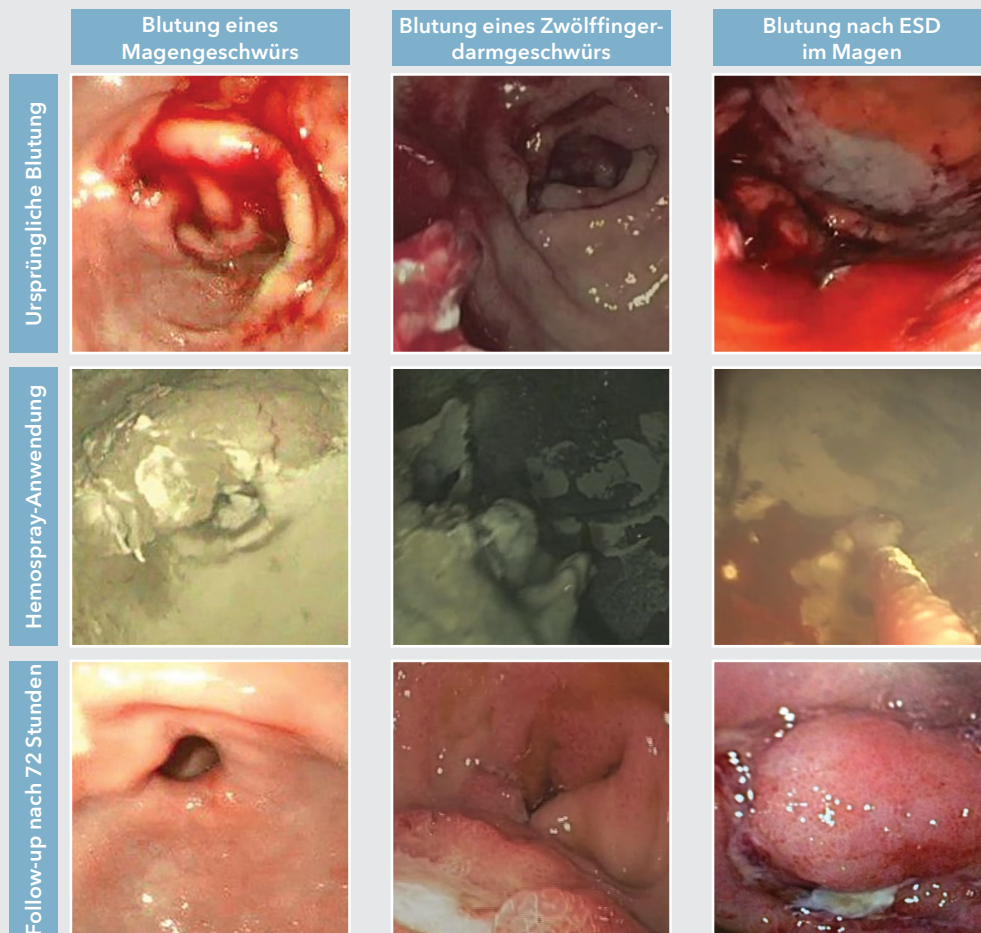 Blutung eines
Magengeschwürs
Blutung eines Zwölffinger-
darmgeschwürs
Blutung nach ESD
im Magen
Ursprüngliche Blutung
Hemospray-Anwendung
Follow-up nach 72 Stunden